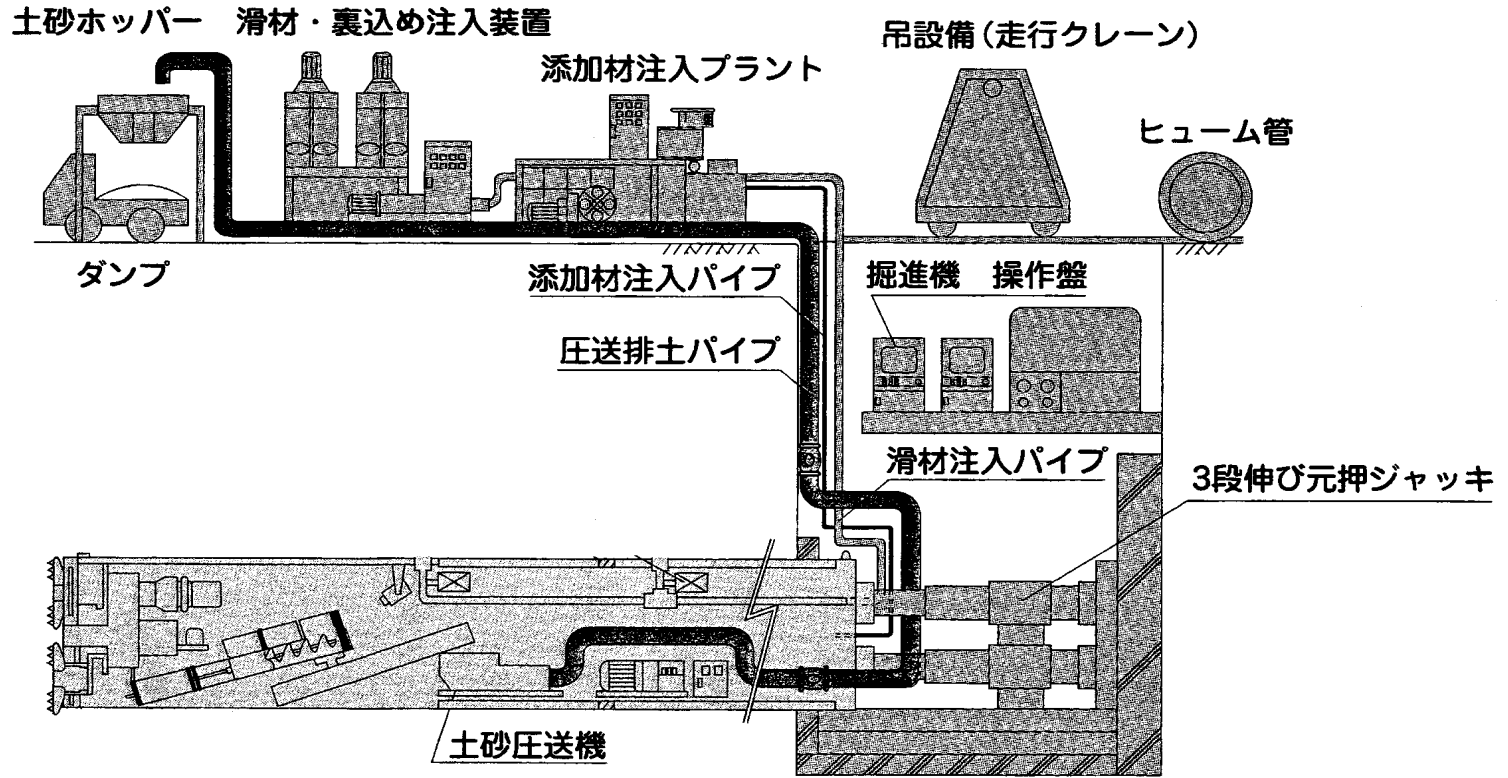 土砂ホッパー　滑材・裏込め注入装置
吊設備(走行クレーン)
添加材注入プラント
ヒューム管
ダンプ
添加材注入パイプ
掘進機　操作盤
圧送排土パイプ
滑材注入パイプ
3段伸び元押ジャッキ
土砂圧送機